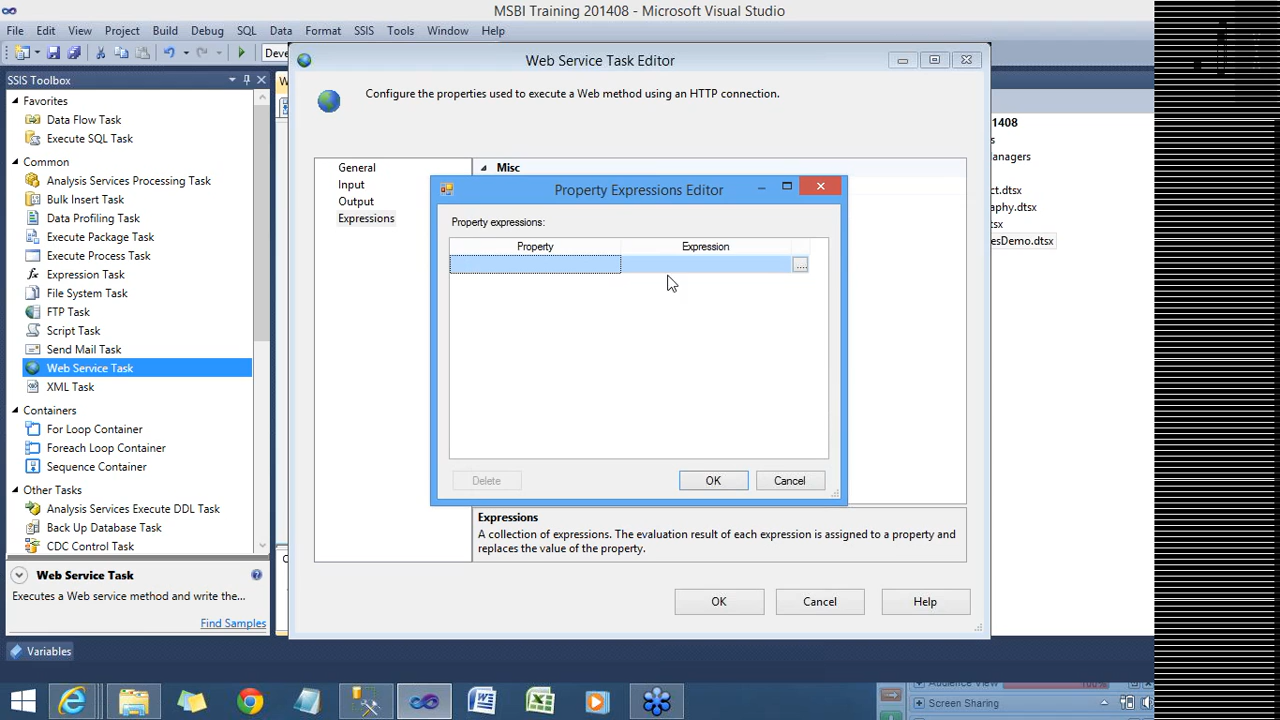 MSBI Training 201408 - Microsoft Visual Studio
File Edit View Project Build Debug SQL Data Format SSIS Tools Window Help
SSIS Toolbox
Favorites
Data Flow Task
Execute SQL Task
Common
Analysis Services Processing Task
Bulk Insert Task
Data Profiling Task
Execute Package Task
Execute Process Task
Expression Task
File System Task
FTP Task
Script Task
Send Mail Task
Web Service Task
XML Task
Containers
For Loop Container
Foreach Loop Container
Sequence Container
Other Tasks
Analysis Services Execute DDL Task
Back Up Database Task
CDC Control Task
Web Service Task
Executes a Web service method and write the...
Find Samples
Variables
Web Service Task Editor
Configure the properties used to execute a Web method using an HTTP connection.
General
Input
Output
Expressions
Misc
Property Expressions Editor
Property expressions:
Property Expression
...
Delete OK Cancel
Expressions
A collection of expressions. The evaluation result of each expression is assigned to a property and
replaces the value of the property.
OK Cancel Help
1408
anagers
ct.dtsx
aphy.dtsx
sx
esDemo.dtsx
Audience View 100%
Screen Sharing